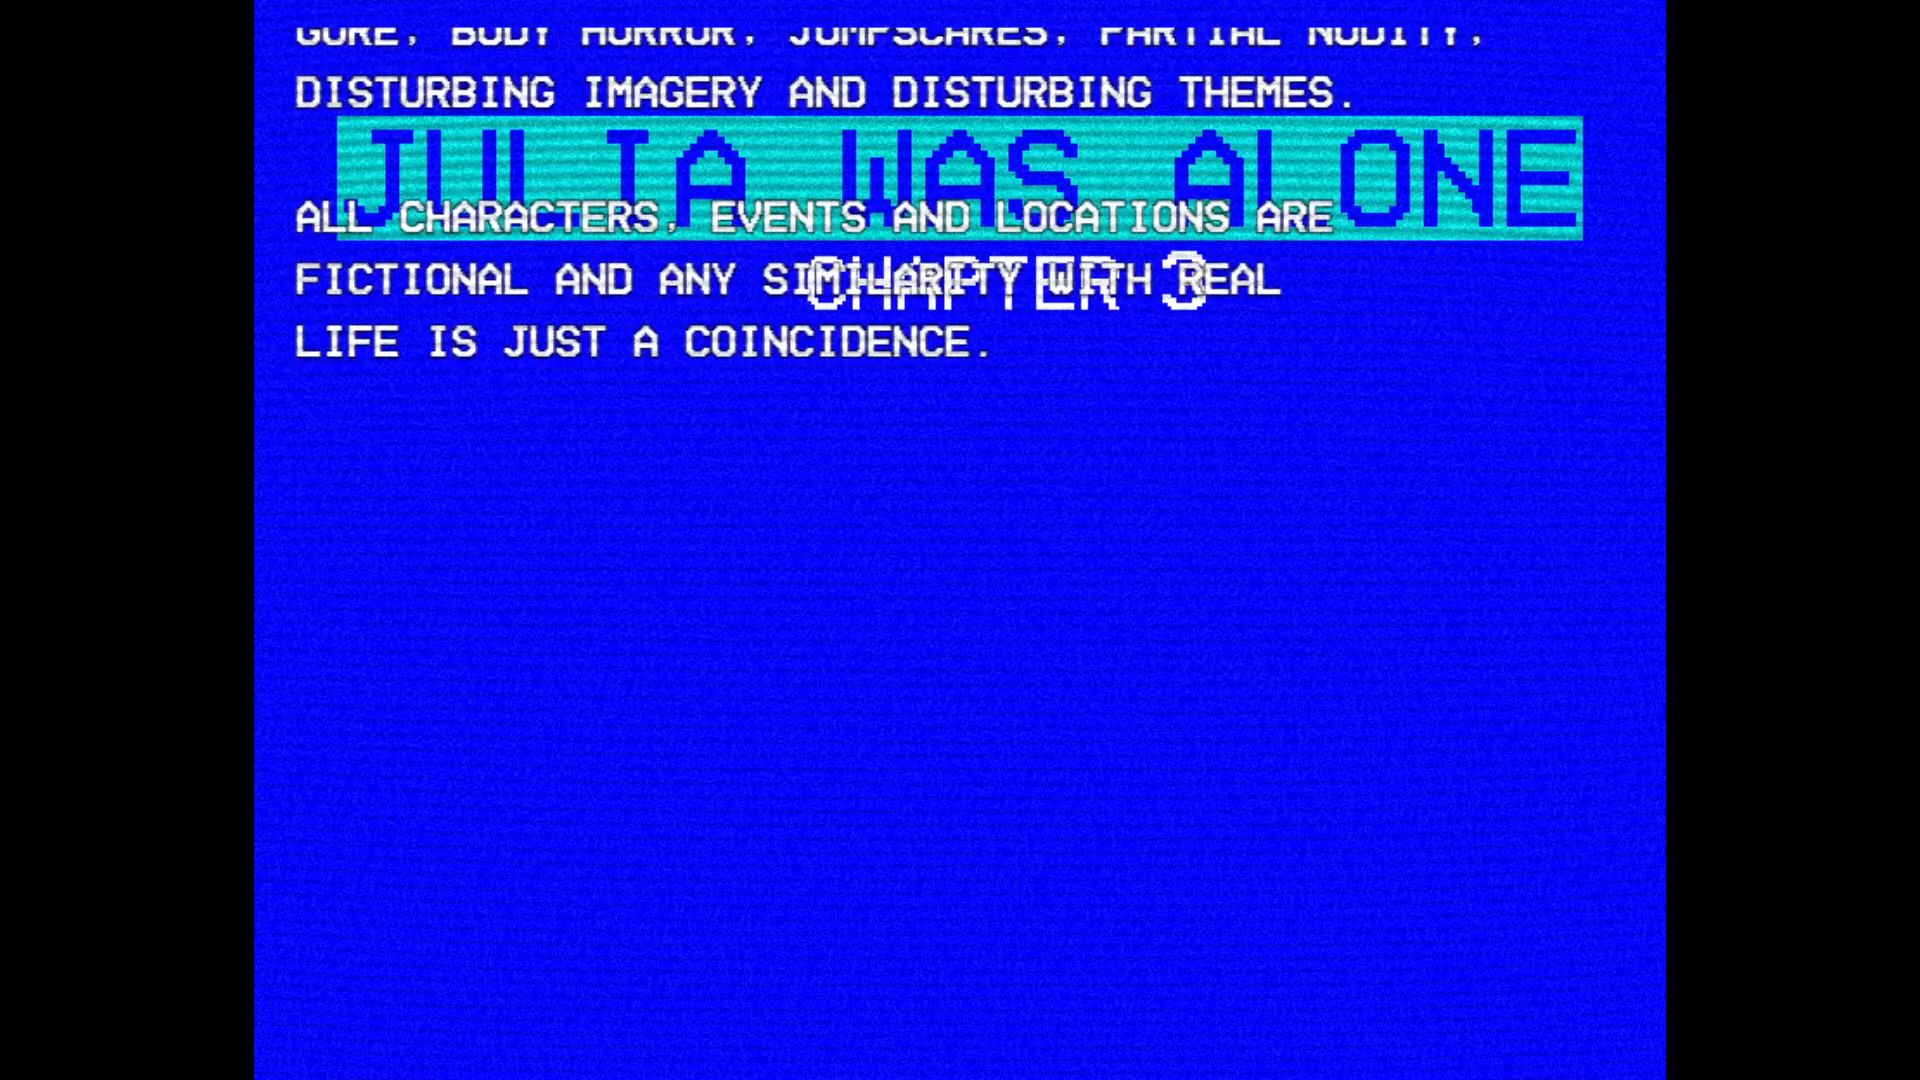 GORE, BODY HORROR, JUMPSCARES, PARTIAL NUDITY,
DISTURBING IMAGERY AND DISTURBING THEMES.
JULIA WAS ALONE
ALL CHARACTERS, EVENTS AND LOCATIONS ARE
CHAPTER 3
FICTIONAL AND ANY SIMILARITY WITH REAL
LIFE IS JUST A COINCIDENCE.